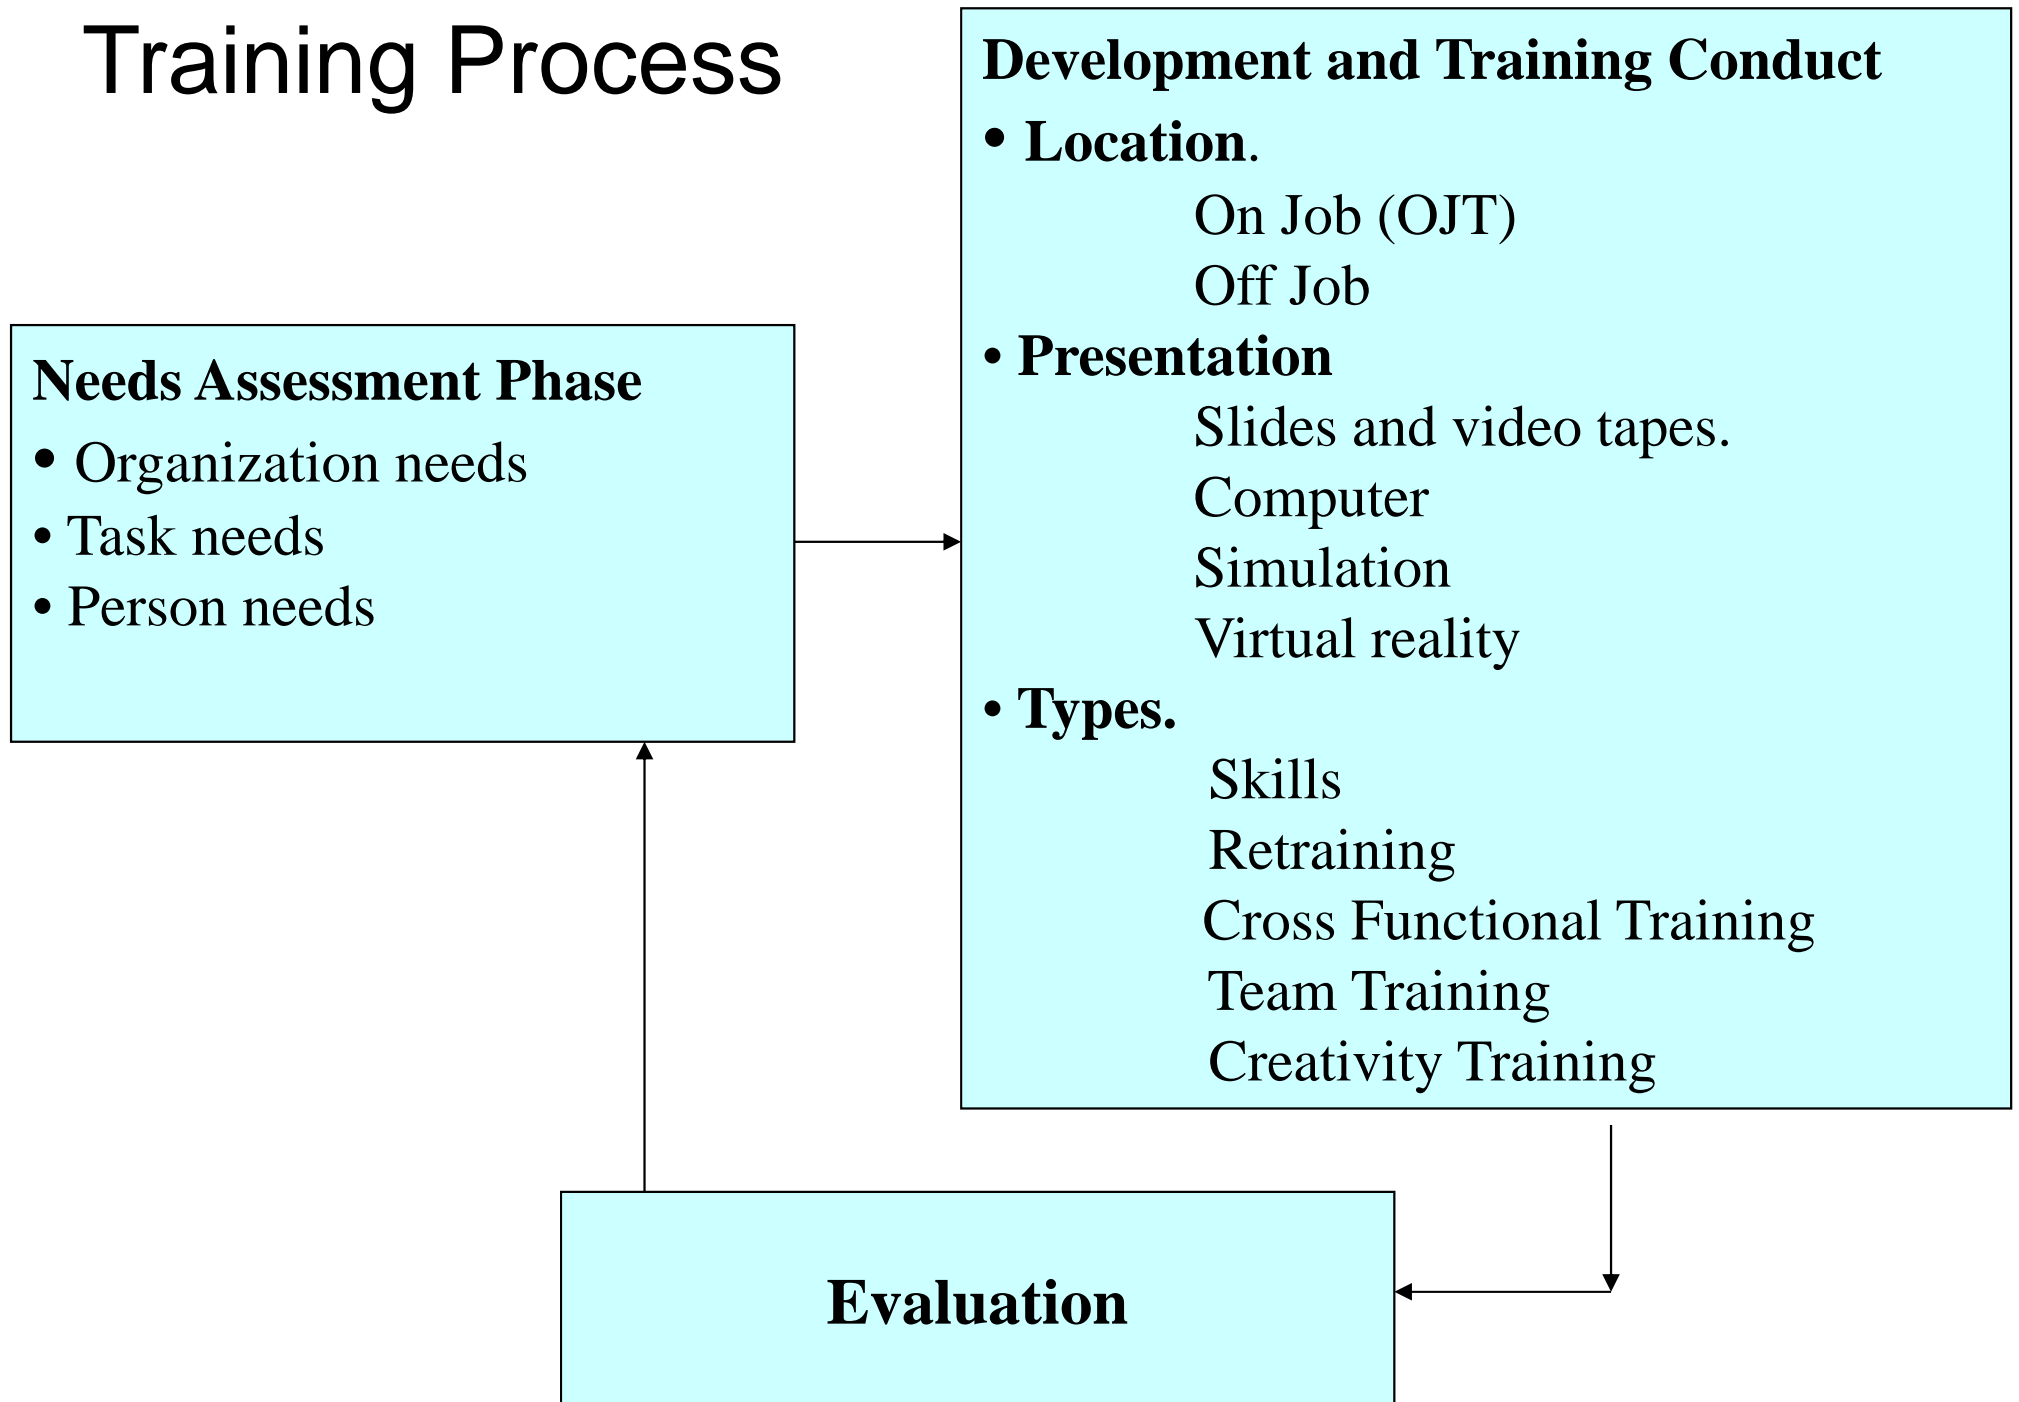 Training Process
Needs Assessment Phase
• Organization needs
• Task needs
• Person needs
Development and Training Conduct
• Location.
On Job (OJT)
Off Job
• Presentation
Slides and video tapes.
Computer
Simulation
Virtual reality
• Types.
Skills
Retraining
Cross Functional Training
Team Training
Creativity Training
Evaluation